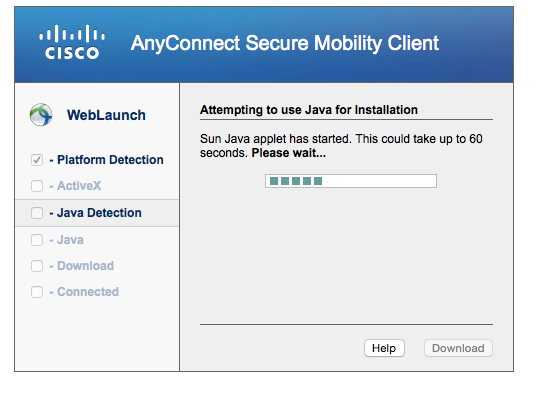 CISCO
AnyConnect Secure Mobility Client
WebLaunch
- Platform Detection
- ActiveX
- Java Detection
- Java
- Download
- Connected
Attempting to use Java for Installation
Sun Java applet has started. This could take up to 60
seconds. Please wait...
Help
Download